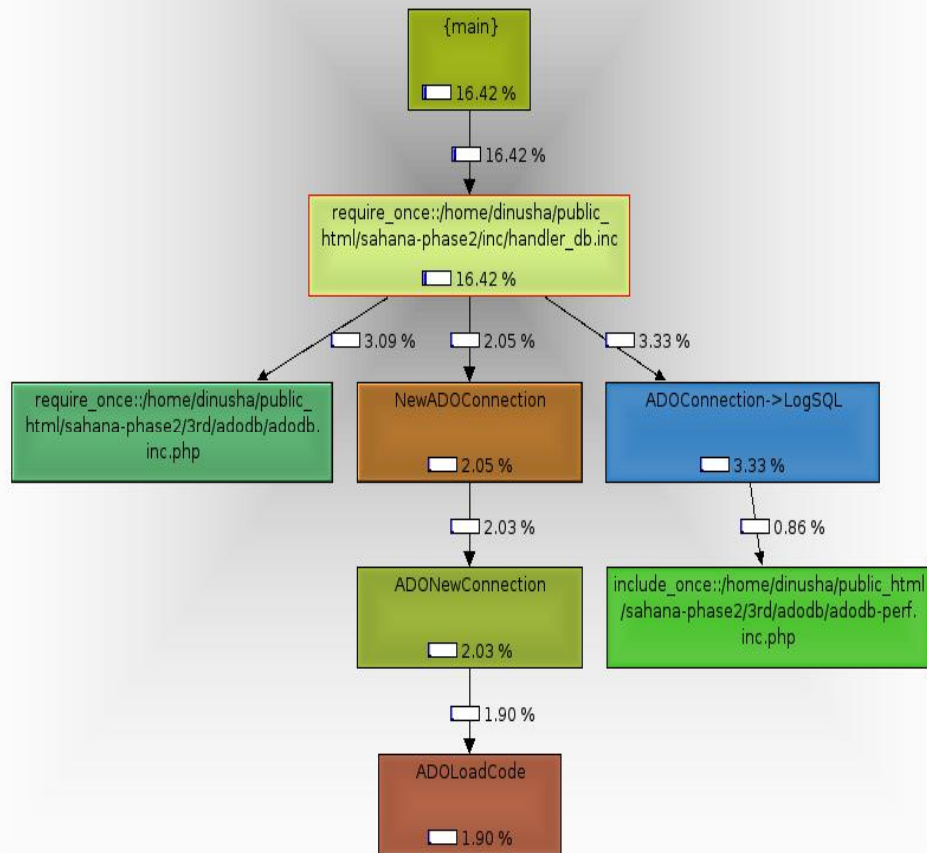 {main}
16.42 %
16.42 %
require_once::/home/dinusha/public_
html/sahana-phase2/inc/handler_db.inc
16.42 %
3.09 %
2.05 %
3.33 %
require_once::/home/dinusha/public_
html/sahana-phase2/3rd/adodb/adodb.
inc.php
NewADOConnection
2.05 %
ADOConnection->LogSQL
3.33 %
2.03 %
0.86 %
ADONewConnection
2.03 %
include_once::/home/dinusha/public_html
/sahana-phase2/3rd/adodb/adodb-perf.
inc.php
1.90 %
ADOLoadCode
1.90 %